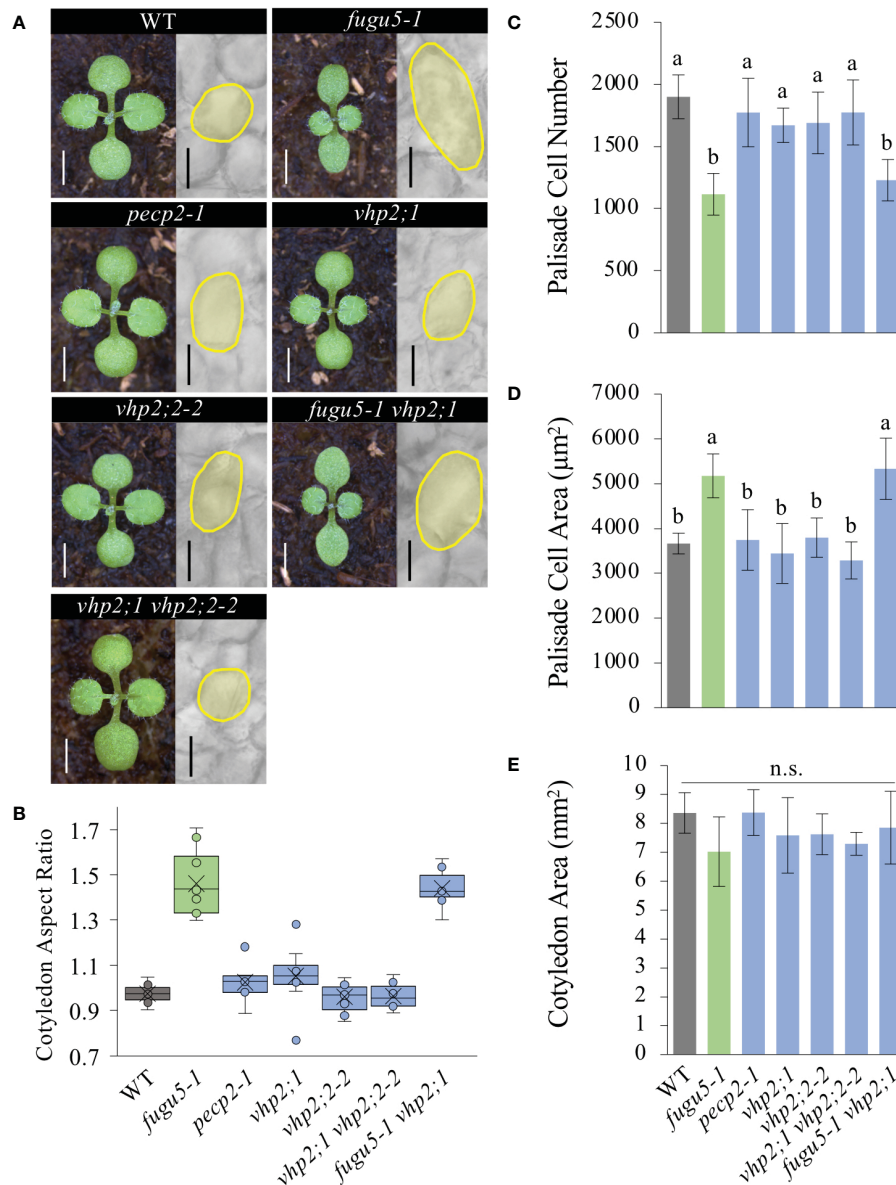 A
WT
fugu5-1
pecp2-1
vhp2;1
vhp2;2-2
fugu5-1 vhp2;1
vhp2;1 vhp2;2-2
B
Cotyledon Aspect Ratio
1.7
1.5
1.3
1.1
0.9
0.7
WT
fugu5-1
pecp2-1
vhp2;1
vhp2;2-2
vhp2;1 vhp2;2-2
fugu5-1 vhp2;1
C
Palisade Cell Number
2500
2000
1500
1000
500
0
a
b
a
a
a
a
b
D
Palisade Cell Area (µm²)
7000
6000
5000
4000
3000
2000
1000
0
b
a
b
b
b
b
a
E
Cotyledon Area (mm²)
10
9
8
7
6
5
4
3
2
1
0
n.s.
WT
fugu5-1
pecp2-1
vhp2;1
vhp2;2-2
vhp2;1 vhp2;2-2
fugu5-1 vhp2;1